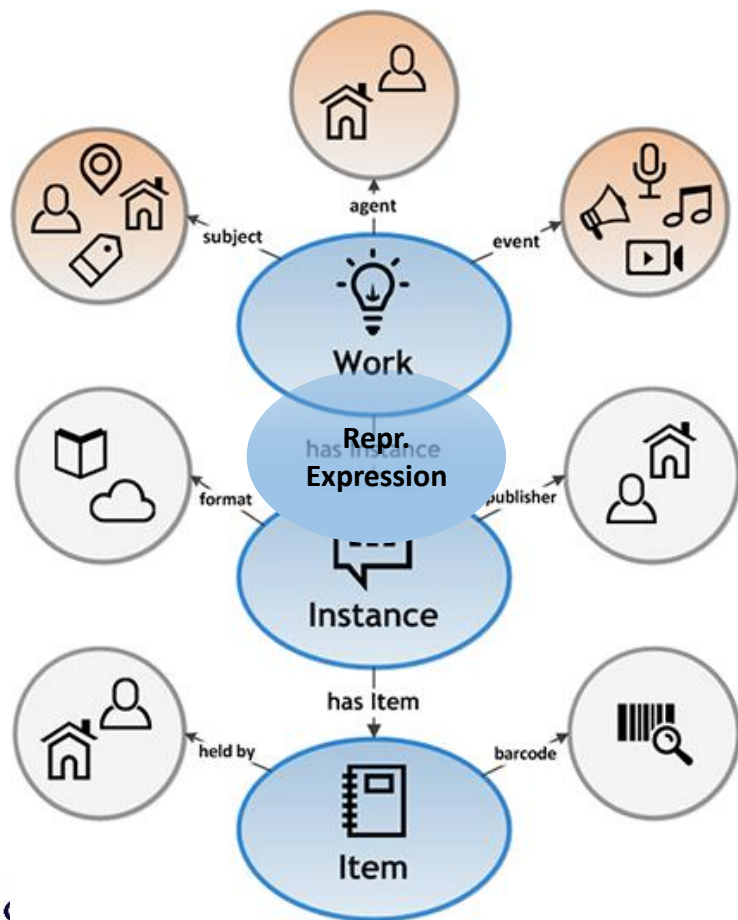 agent
subject
event
Work
has Instance
Repr.
Expression
format
publisher
Instance
has Item
held by
barcode
Item